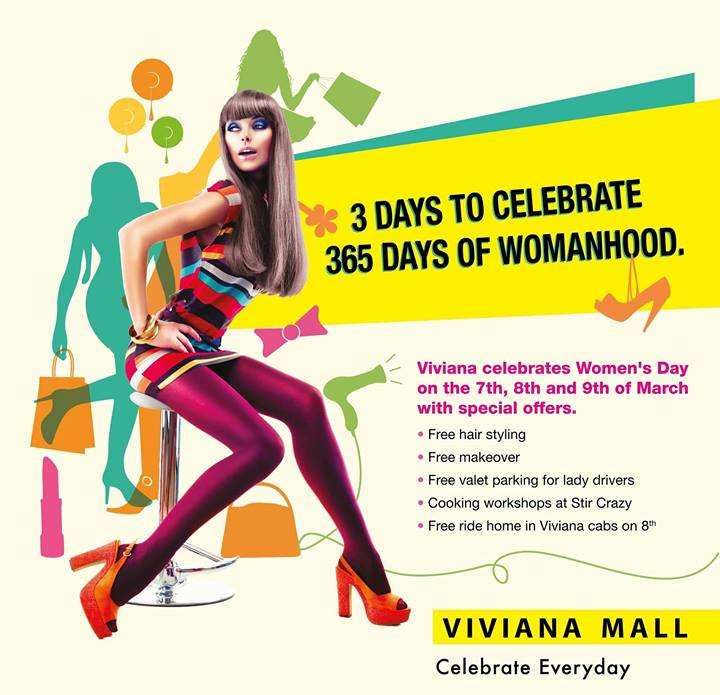 3 DAYS TO CELEBRATE
365 DAYS OF WOMANHOOD.
Viviana celebrates Women's Day
on the 7th, 8th and 9th of March
with special offers.
• Free hair styling
• Free makeover
• Free valet parking for lady drivers
• Cooking workshops at Stir Crazy
• Free ride home in Viviana cabs on 8th
VIVIANA MALL
Celebrate Everyday